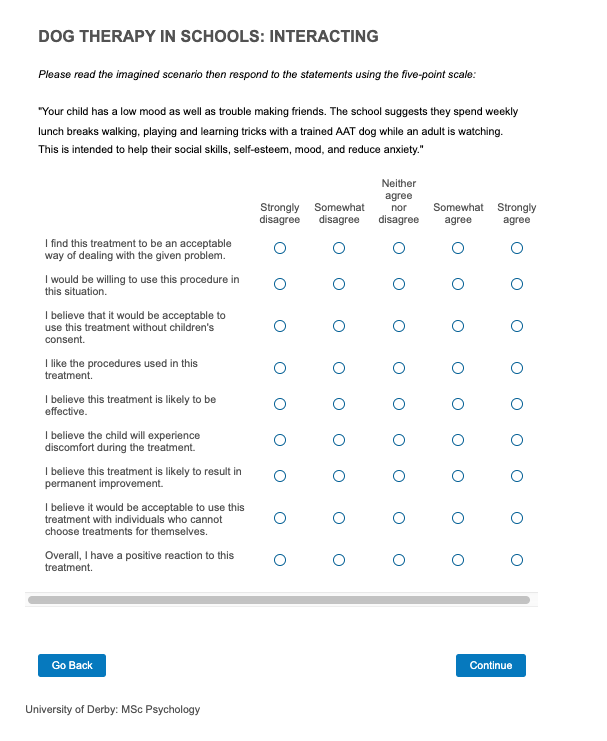 DOG THERAPY IN SCHOOLS: INTERACTING
Please read the imagined scenario then respond to the statements using the five-point scale:
"Your child has a low mood as well as trouble making friends. The school suggests they spend weekly
lunch breaks walking, playing and learning tricks with a trained AAT dog while an adult is watching.
This is intended to help their social skills, self-esteem, mood, and reduce anxiety."
Strongly
disagree
Somewhat
disagree
Neither
agree
nor
disagree
Somewhat
agree
Strongly
agree
I find this treatment to be an acceptable
way of dealing with the given problem.
I would be willing to use this procedure in
this situation.
I believe that it would be acceptable to
use this treatment without children's
consent.
I like the procedures used in this
treatment.
I believe this treatment is likely to be
effective.
I believe the child will experience
discomfort during the treatment.
I believe this treatment is likely to result in
permanent improvement.
I believe it would be acceptable to use this
treatment with individuals who cannot
choose treatments for themselves.
Overall, I have a positive reaction to this
treatment.
Go Back
Continue
University of Derby: MSc Psychology